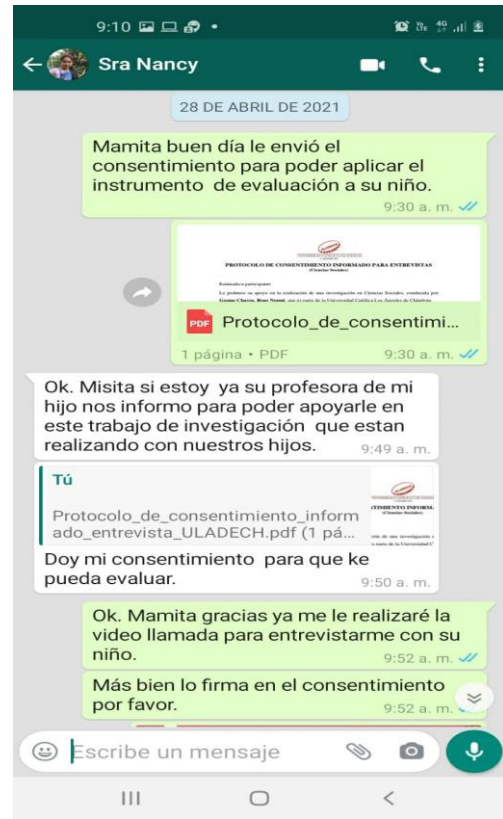 9:10
4G
LTE
Sra Nancy
28 DE ABRIL DE 2021
Mamita buen día le envió el
consentimiento para poder aplicar el
instrumento de evaluación a su niño.
9:30 a. m.
PROTOCOLO DE CONSENTIMIENTO INFORMADO PARA ENTREVISTAS
(Ciencias Sociales)
Estimado/a participante
PDF Protocolo_de_consentimi...
1 página • PDF 9:30 a. m.
Ok. Misita si estoy ya su profesora de mi
hijo nos informo para poder apoyarle en
este trabajo de investigación que estan
realizando con nuestros hijos.
9:49 a. m.
Tú
Protocolo_de_consentimiento_inform
ado_entrevista_ULADECH.pdf (1 pá...
Doy mi consentimiento para que ke
pueda evaluar.
9:50 a. m.
Ok. Mamita gracias ya me le realizaré la
video llamada para entrevistarme con su
niño.
9:52 a. m.
Más bien lo firma en el consentimiento
por favor.
9:52 a. m.
Escribe un mensaje